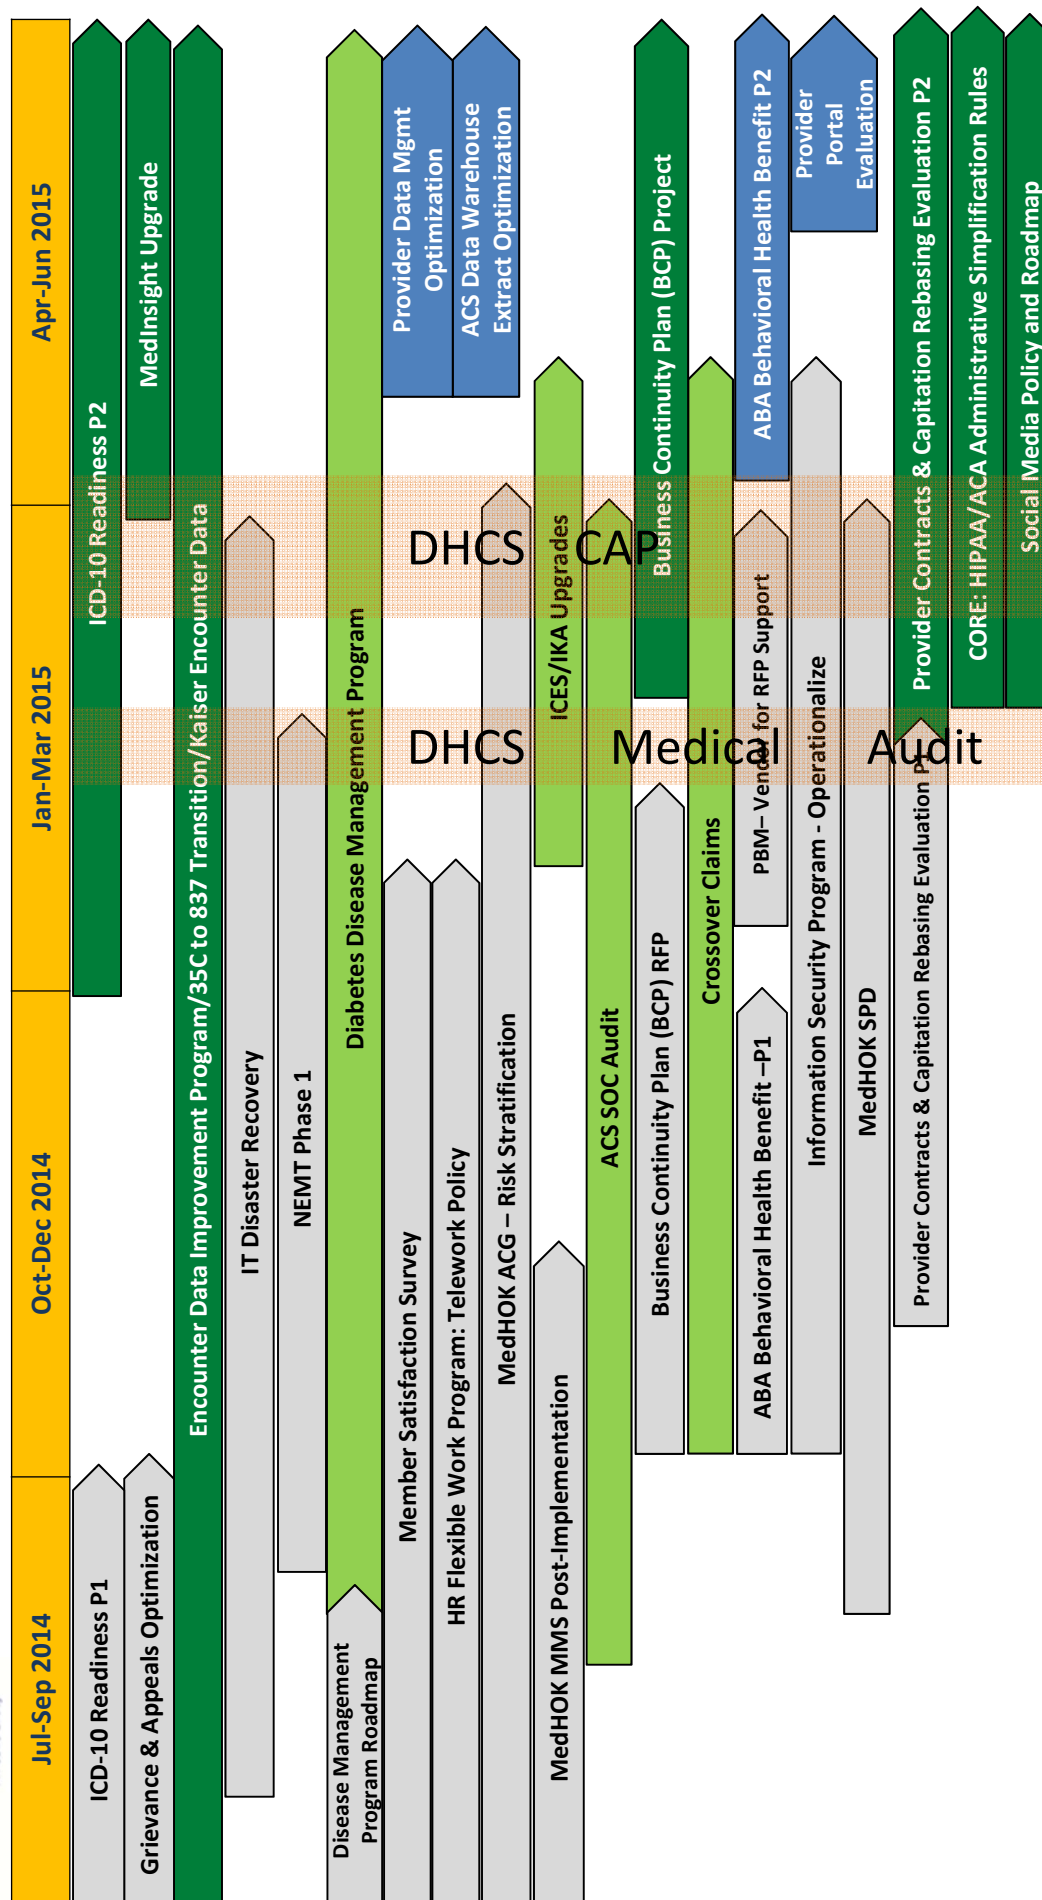 Jul-Sep 2014
Oct-Dec 2014
Jan-Mar 2015
Apr-Jun 2015
ICD-10 Readiness P1
ICD-10 Readiness P2
Grievance & Appeals Optimization
MedInsight Upgrade
Encounter Data Improvement Program/35C to 837 Transition/Kaiser Encounter Data
IT Disaster Recovery
NEMT Phase 1
Disease Management
Program Roadmap
Diabetes Disease Management Program
Member Satisfaction Survey
Provider Data Mgmt
Optimization
HR Flexible Work Program: Telework Policy
ACS Data Warehouse
Extract Optimization
MedHOK ACG – Risk Stratification
MedHOK MMS Post-Implementation
ICES/IKA Upgrades
ACS SOC Audit
Business Continuity Plan (BCP) RFP
Business Continuity Plan (BCP) Project
Crossover Claims
ABA Behavioral Health Benefit –P1
PBM– Vendor for RFP Support
ABA Behavioral Health Benefit P2
Information Security Program - Operationalize
Provider
Portal
Evaluation
MedHOK SPD
Provider Contracts & Capitation Rebasing Evaluation P1
Provider Contracts & Capitation Rebasing Evaluation P2
CORE: HIPAA/ACA Administrative Simplification Rules
Social Media Policy and Roadmap
DHCS CAP
DHCS Medical Audit